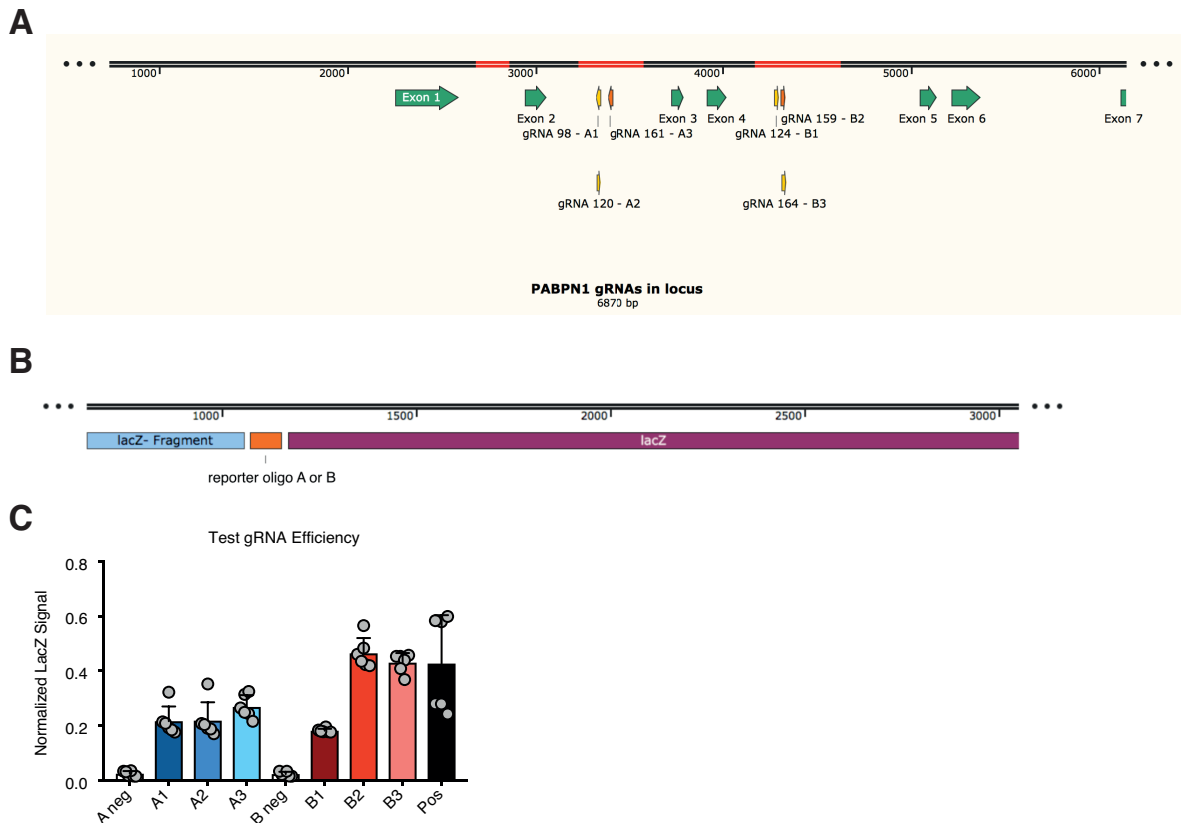 A
1000 2000 3000 4000 5000 6000
Exon 1
Exon 2 Exon 3 Exon 4 gRNA 159 - B2 Exon 5 Exon 6 Exon 7
gRNA 98 - A1 gRNA 161 - A3 gRNA 124 - B1
gRNA 120 - A2 gRNA 164 - B3
PABPN1 gRNAs in locus
6870 bp
B
1000 1500 2000 2500 3000
lacZ- Fragment lacZ
reporter oligo A or B
C
Test gRNA Efficiency
Normalized LacZ Signal
0.8
0.6
0.4
0.2
0.0
A neg A1 A2 A3 B neg B1 B2 B3 Pos